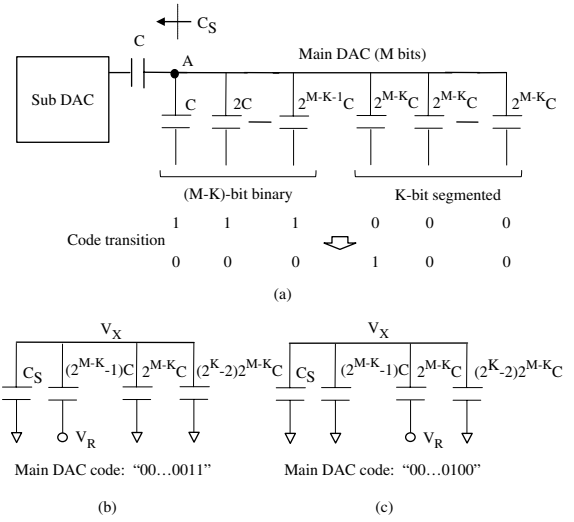 C_S
C
A
Main DAC (M bits)
Sub DAC
C 2C 2^{M-K-1}C 2^{M-K}C 2^{M-K}C 2^{M-K}C
(M-K)-bit binary K-bit segmented
1 1 1 0 0 0
Code transition
0 0 0 1 0 0
(a)
V_X V_X
C_S (2^{M-K}-1)C 2^{M-K}C (2^K-2)2^{M-K}C C_S (2^{M-K}-1)C 2^{M-K}C (2^K-2)2^{M-K}C
V_R V_R
Main DAC code: “00…0011” Main DAC code: “00…0100”
(b) (c)